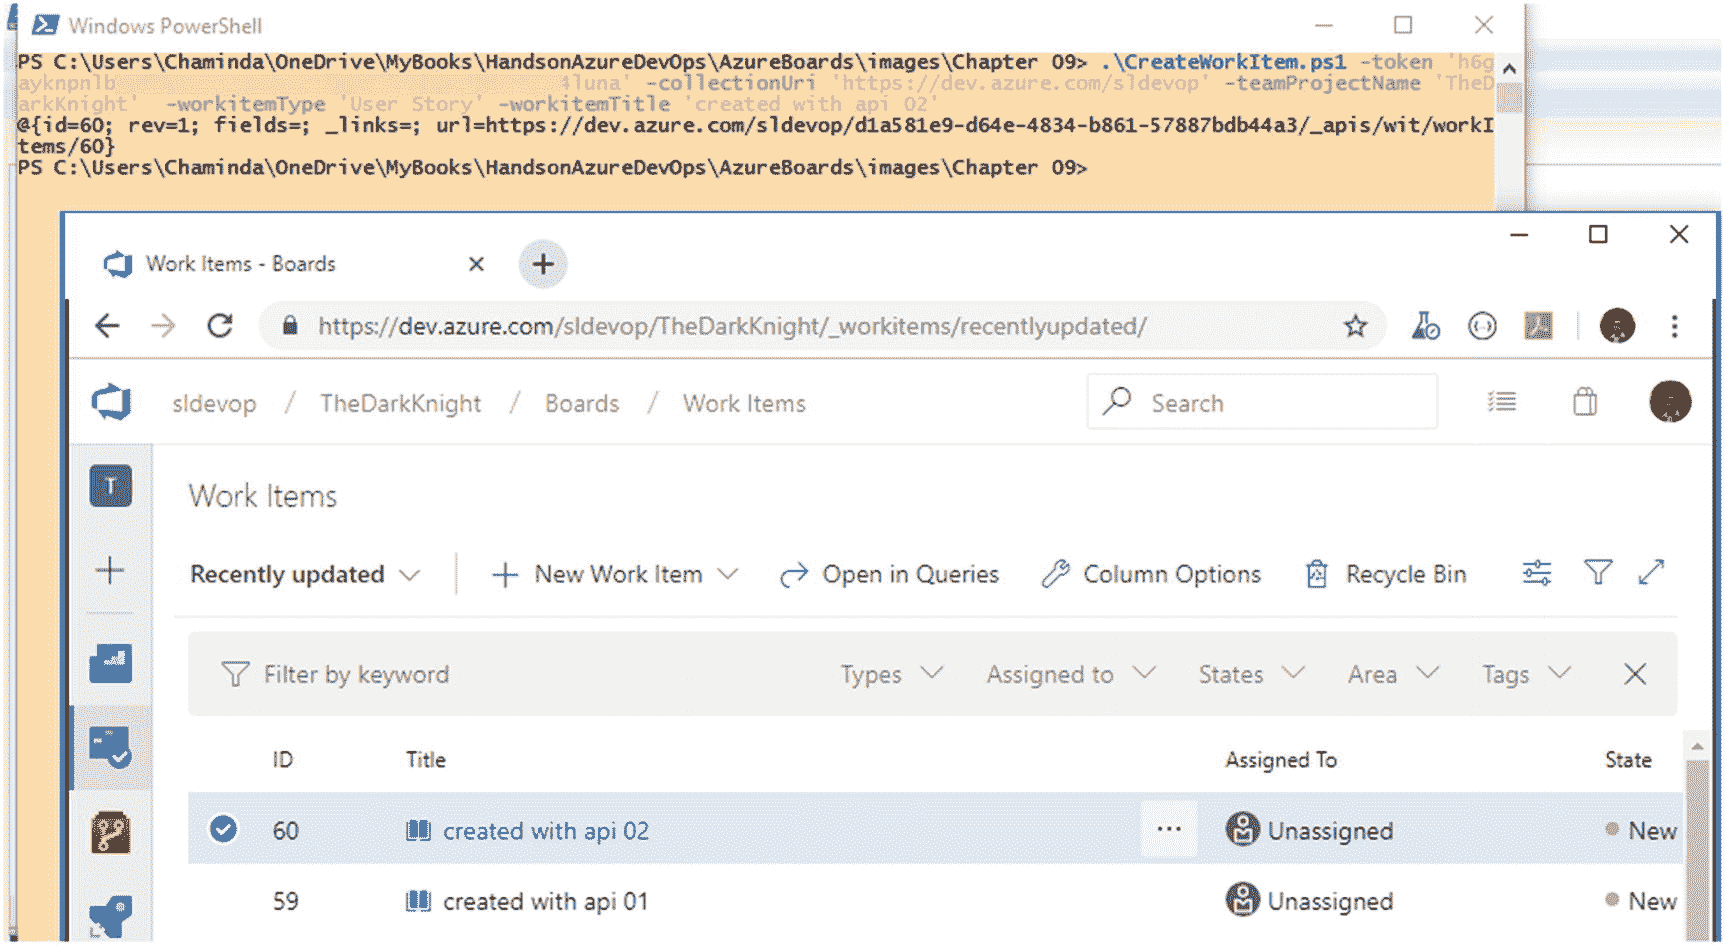 Windows PowerShell
PS C:\Users\Chaminda\OneDrive\MyBooks\HandsonAzureDevOps\AzureBoards\images\Chapter 09> .\CreateWorkItem.ps1 -token 'h6g
ayknpnlb 4luna' -collectionUri 'https://dev.azure.com/sldevop' -teamProjectName 'TheD
arkKnight' -workitemType 'User Story' -workitemTitle 'created with api 02'
@{id=60; rev=1; fields=; _links=; url=https://dev.azure.com/sldevop/d1a581e9-d64e-4834-b861-57887bdb44a3/_apis/wit/workI
tems/60}
PS C:\Users\Chaminda\OneDrive\MyBooks\HandsonAzureDevOps\AzureBoards\images\Chapter 09>
Work Items - Boards
https://dev.azure.com/sldevop/TheDarkKnight/_workitems/recentlyupdated/
sldevop / TheDarkKnight / Boards / Work Items Search
T
Work Items
Recently updated New Work Item Open in Queries Column Options Recycle Bin
Filter by keyword Types Assigned to States Area Tags
ID Title Assigned To State
60 created with api 02 ... Unassigned New
59 created with api 01 Unassigned New